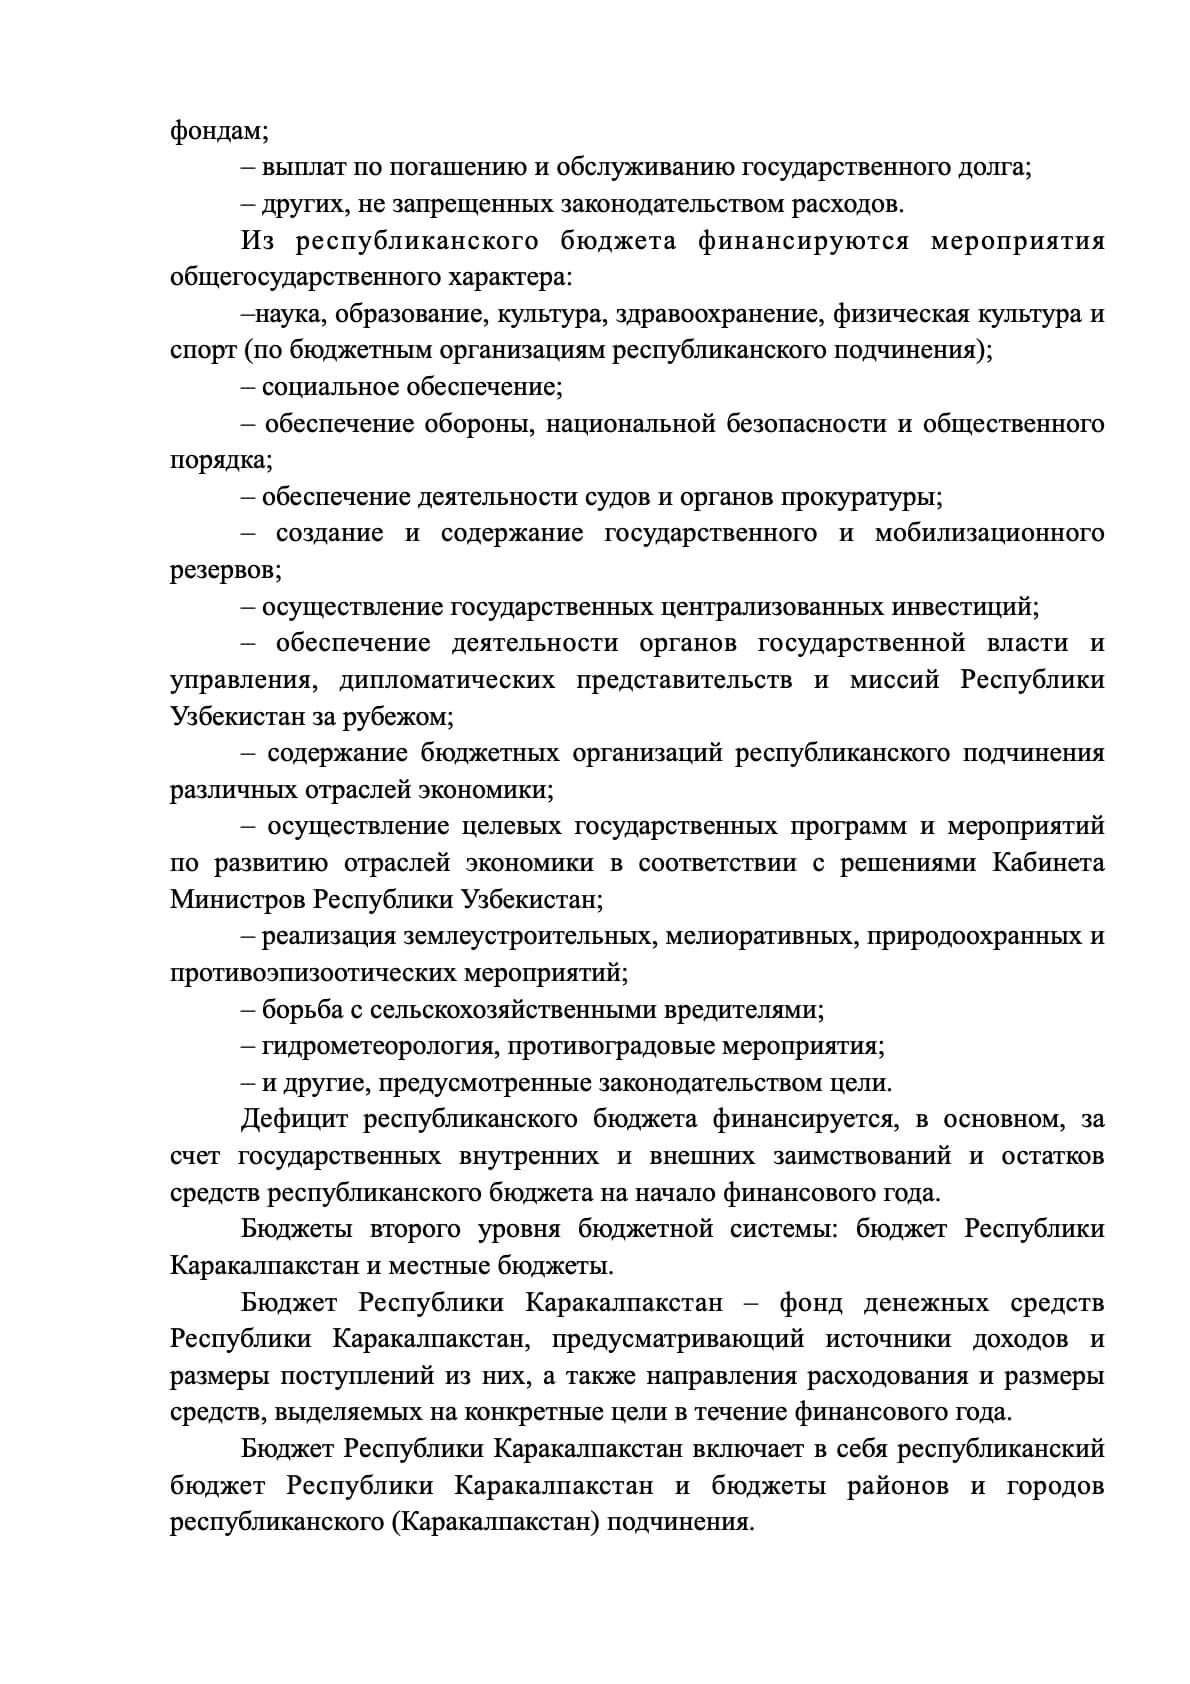 фондам;
– выплат по погашению и обслуживанию государственного долга;
– других, не запрещенных законодательством расходов.
Из республиканского бюджета финансируются мероприятия
общегосударственного характера:
–наука, образование, культура, здравоохранение, физическая культура и
спорт (по бюджетным организациям республиканского подчинения);
– социальное обеспечение;
– обеспечение обороны, национальной безопасности и общественного
порядка;
– обеспечение деятельности судов и органов прокуратуры;
– создание и содержание государственного и мобилизационного
резервов;
– осуществление государственных централизованных инвестиций;
– обеспечение деятельности органов государственной власти и
управления, дипломатических представительств и миссий Республики
Узбекистан за рубежом;
– содержание бюджетных организаций республиканского подчинения
различных отраслей экономики;
– осуществление целевых государственных программ и мероприятий
по развитию отраслей экономики в соответствии с решениями Кабинета
Министров Республики Узбекистан;
– реализация землеустроительных, мелиоративных, природоохранных и
противоэпизоотических мероприятий;
– борьба с сельскохозяйственными вредителями;
– гидрометеорология, противоградовые мероприятия;
– и другие, предусмотренные законодательством цели.
Дефицит республиканского бюджета финансируется, в основном, за
счет государственных внутренних и внешних заимствований и остатков
средств республиканского бюджета на начало финансового года.
Бюджеты второго уровня бюджетной системы: бюджет Республики
Каракалпакстан и местные бюджеты.
Бюджет Республики Каракалпакстан – фонд денежных средств
Республики Каракалпакстан, предусматривающий источники доходов и
размеры поступлений из них, а также направления расходования и размеры
средств, выделяемых на конкретные цели в течение финансового года.
Бюджет Республики Каракалпакстан включает в себя республиканский
бюджет Республики Каракалпакстан и бюджеты районов и городов
республиканского (Каракалпакстан) подчинения.